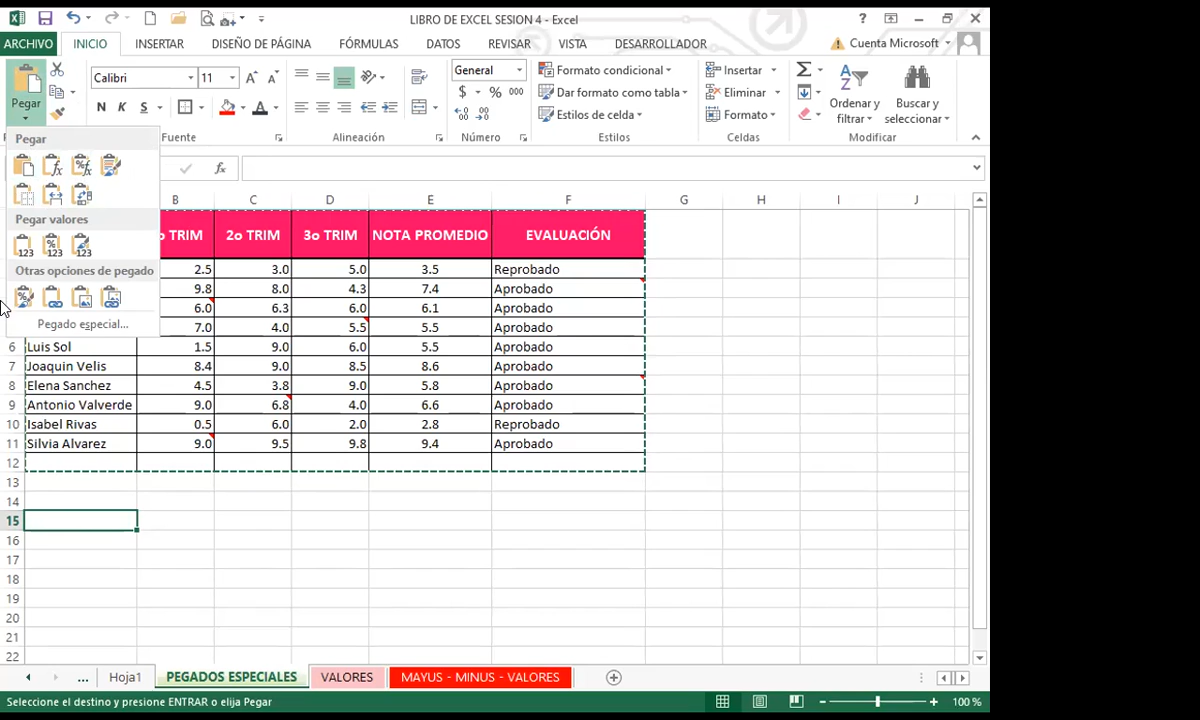 LIBRO DE EXCEL SESION 4 - Excel
ARCHIVO INICIO INSERTAR DISEÑO DE PÁGINA FÓRMULAS DATOS REVISAR VISTA DESARROLLADOR Cuenta Microsoft
Calibri 11 General Formato condicional Insertar
Pegar N K S $ % 000 Dar formato como tabla Eliminar Ordenar y filtrar Buscar y seleccionar
Estilos de celda Formato
Fuente Alineación Número Estilos Celdas Modificar
Pegar
fx
Pegar valores
123 123 123
Otras opciones de pegado
Pegado especial...
B C D E F G H I J
o TRIM 2o TRIM 3o TRIM NOTA PROMEDIO EVALUACIÓN
2.5 3.0 5.0 3.5 Reprobado
9.8 8.0 4.3 7.4 Aprobado
6.0 6.3 6.0 6.1 Aprobado
7.0 4.0 5.5 5.5 Aprobado
6 Luis Sol 1.5 9.0 6.0 5.5 Aprobado
7 Joaquin Velis 8.4 9.0 8.5 8.6 Aprobado
8 Elena Sanchez 4.5 3.8 9.0 5.8 Aprobado
9 Antonio Valverde 9.0 6.8 4.0 6.6 Aprobado
10 Isabel Rivas 0.5 6.0 2.0 2.8 Reprobado
11 Silvia Alvarez 9.0 9.5 9.8 9.4 Aprobado
12
13
14
15
16
17
18
19
20
21
22
... Hoja1 PEGADOS ESPECIALES VALORES MAYUS - MINUS - VALORES
Seleccione el destino y presione ENTRAR o elija Pegar 100 %